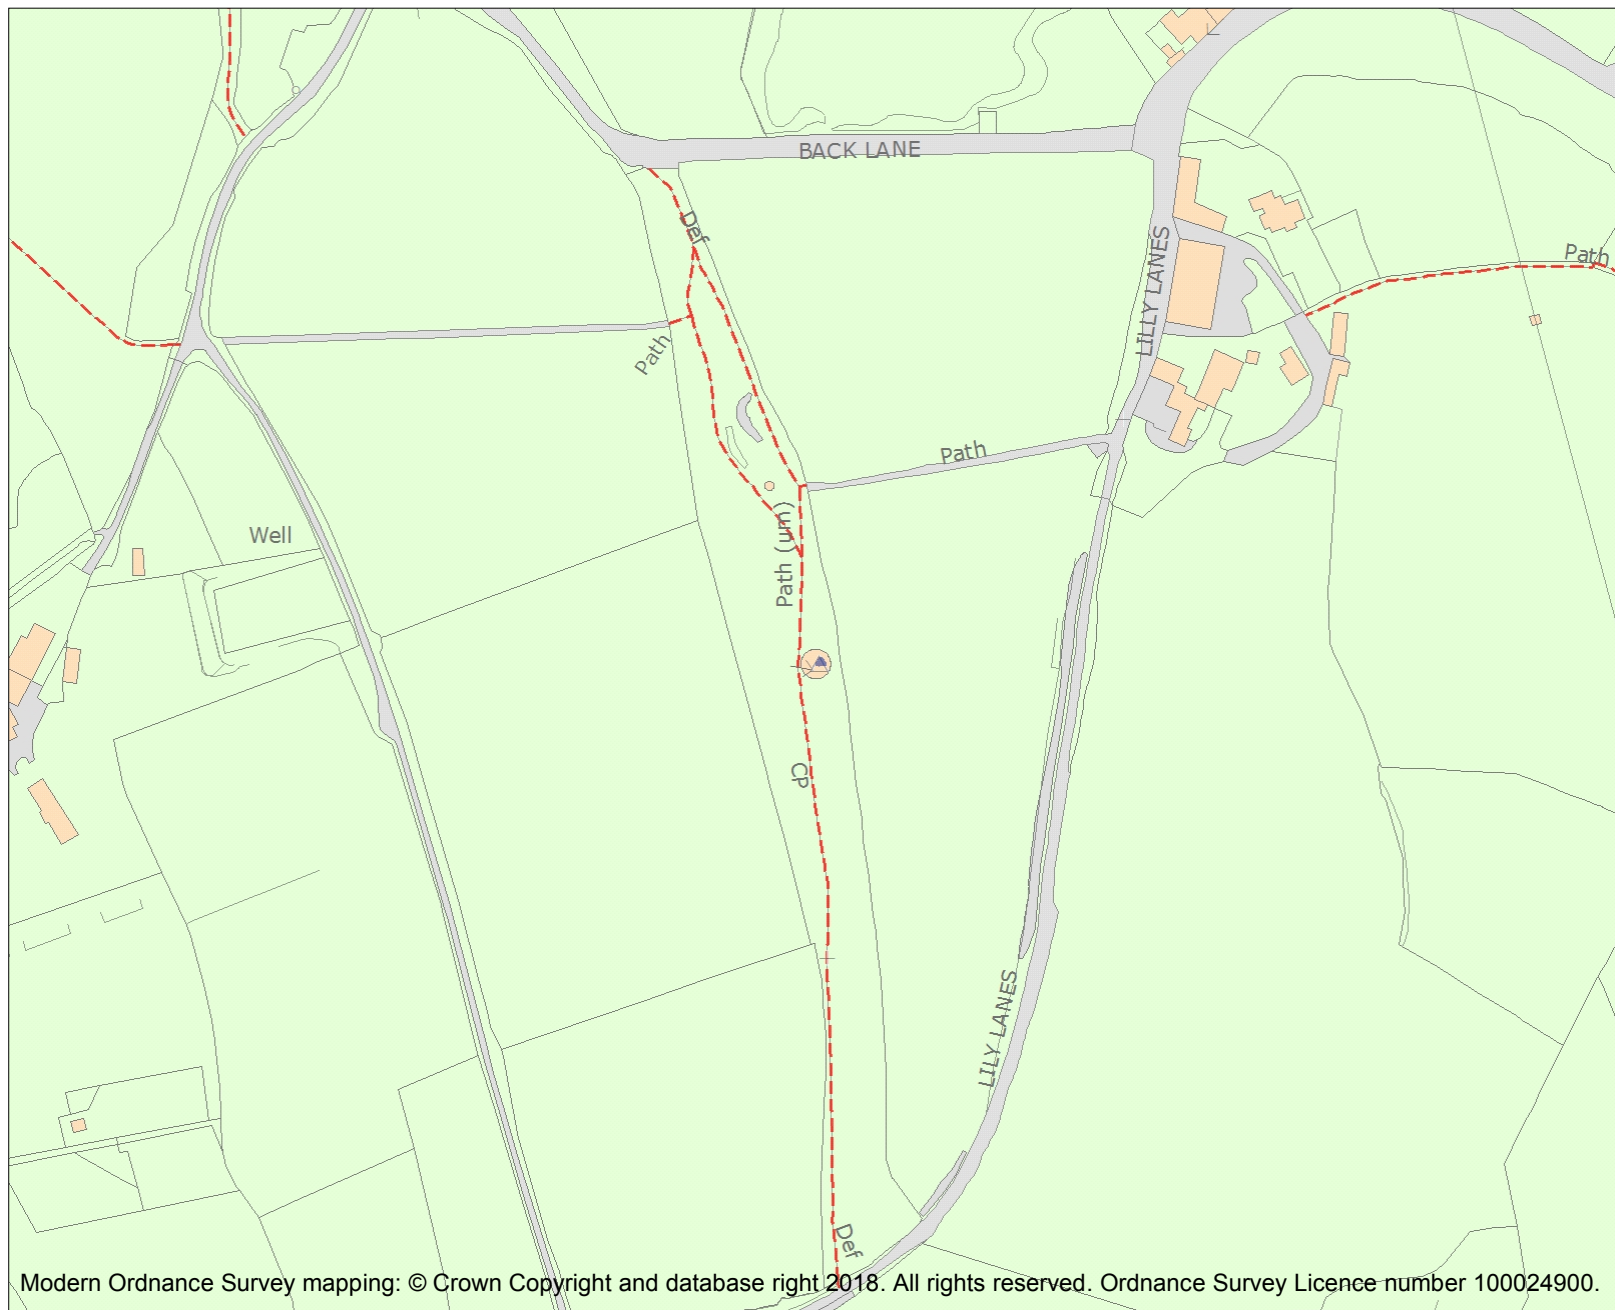 BACK LANE
Def
LILLY LANES
Path
Path
Path
Path (um)
Well
CP
LILY LANES
Def
Modern Ordnance Survey mapping: © Crown Copyright and database right 2018. All rights reserved. Ordnance Survey Licence number 100024900.